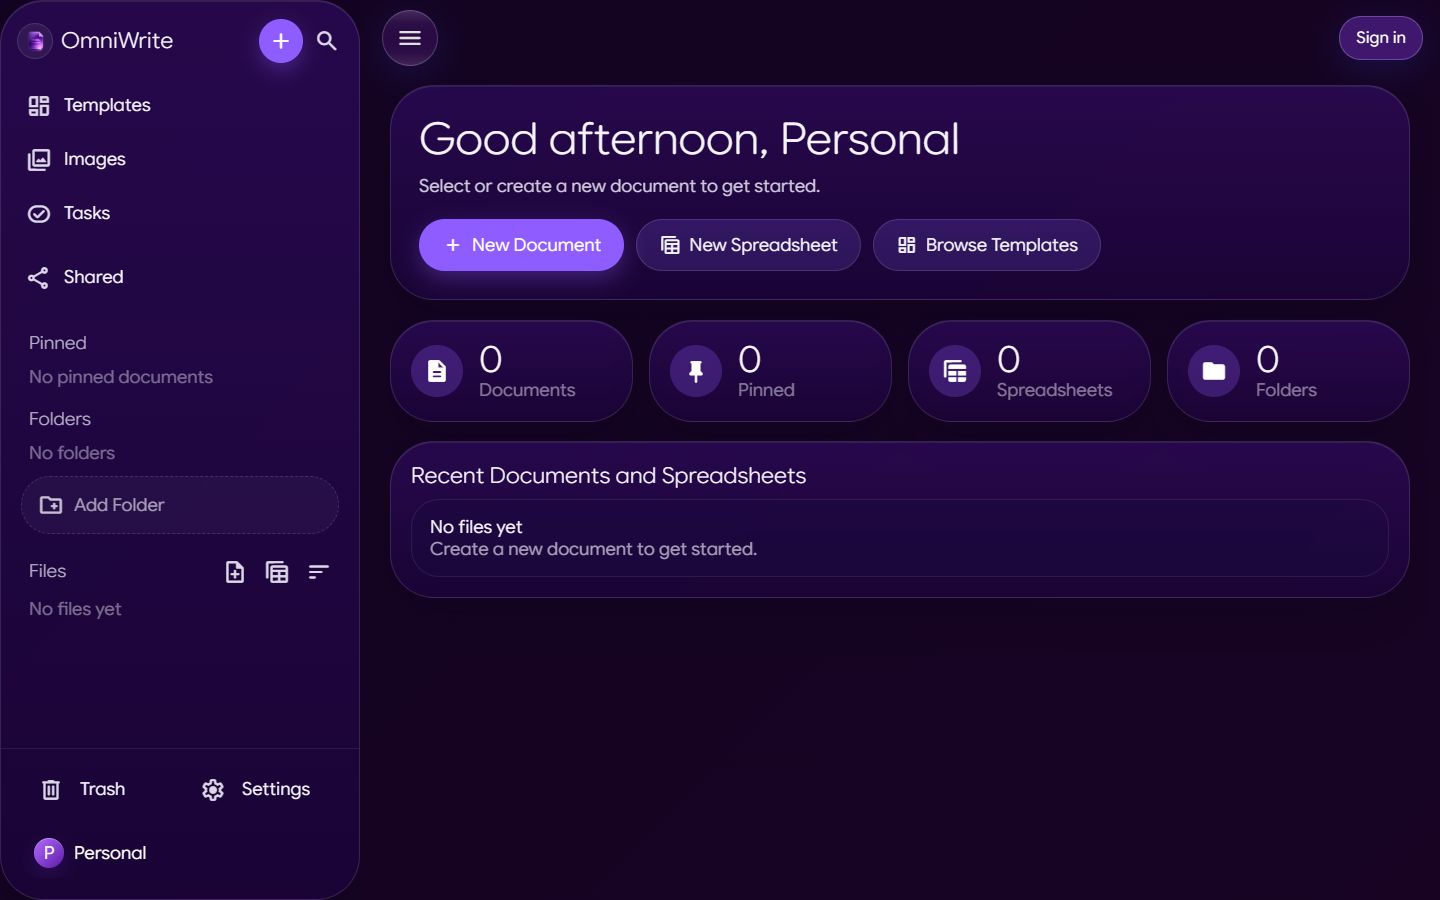 OmniWrite
Templates
Images
Tasks
Shared
Pinned
No pinned documents
Folders
No folders
Add Folder
Files
No files yet
Trash
Settings
P
Personal
Sign in
Good afternoon, Personal
Select or create a new document to get started.
New Document
New Spreadsheet
Browse Templates
0
Documents
0
Pinned
0
Spreadsheets
0
Folders
Recent Documents and Spreadsheets
No files yet
Create a new document to get started.